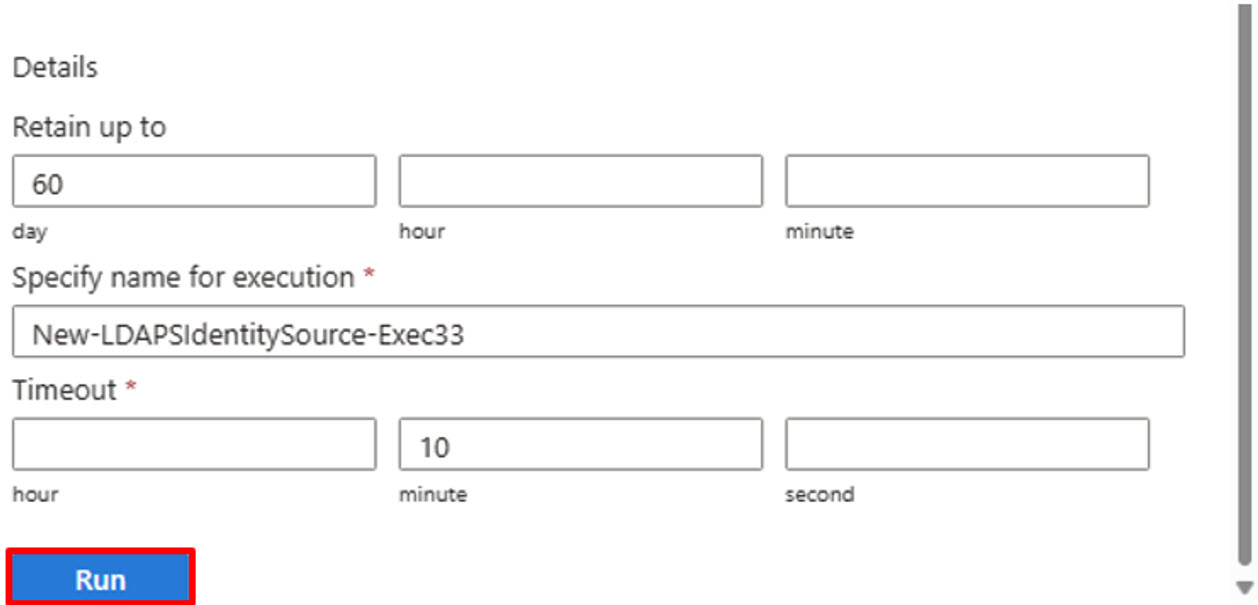 Details
Retain up to
60
day hour minute
Specify name for execution *
New-LDAPSIdentitySource-Exec33
Timeout *
10
hour minute second
Run